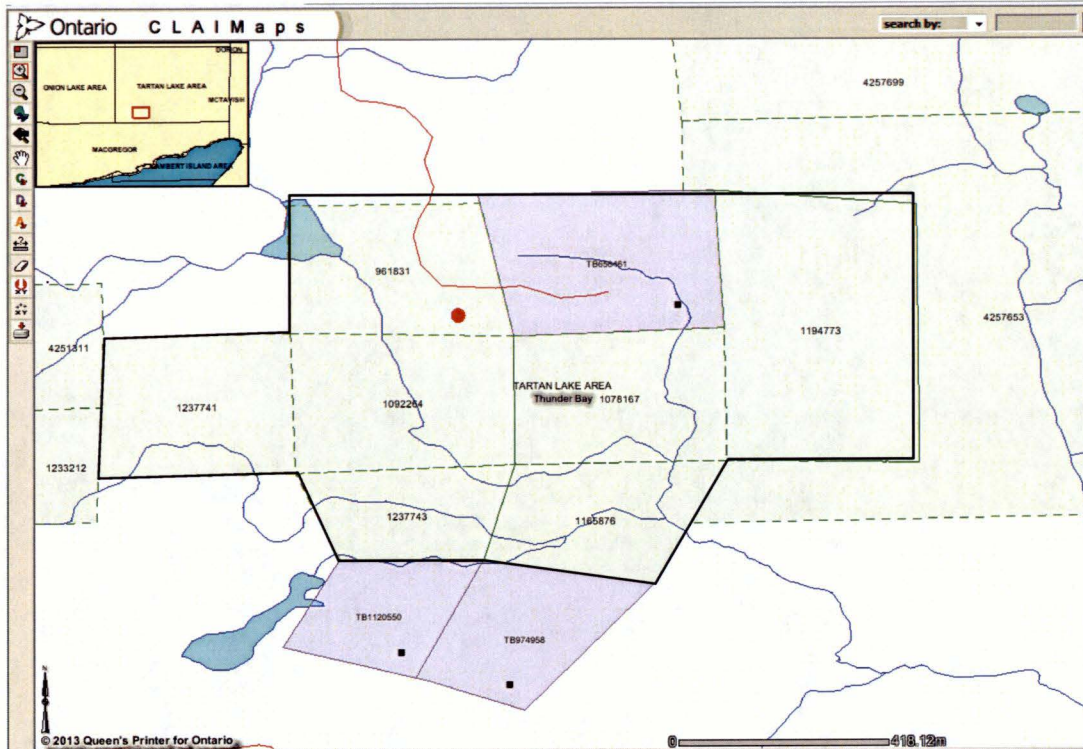 Ontario CLAIMaps
search by:
DORION
ONION LAKE AREA
TARTAN LAKE AREA
MCTAVISH
MACGREGOR
LAMBERT ISLAND AREA
4257699
961831
TB656461
4251311
1194773
4257653
1237741
1092264
TARTAN LAKE AREA
Thunder Bay 1078167
1233212
1237743
1165876
TB1120550
TB974958
N
© 2013 Queen's Printer for Ontario
0 418.12m